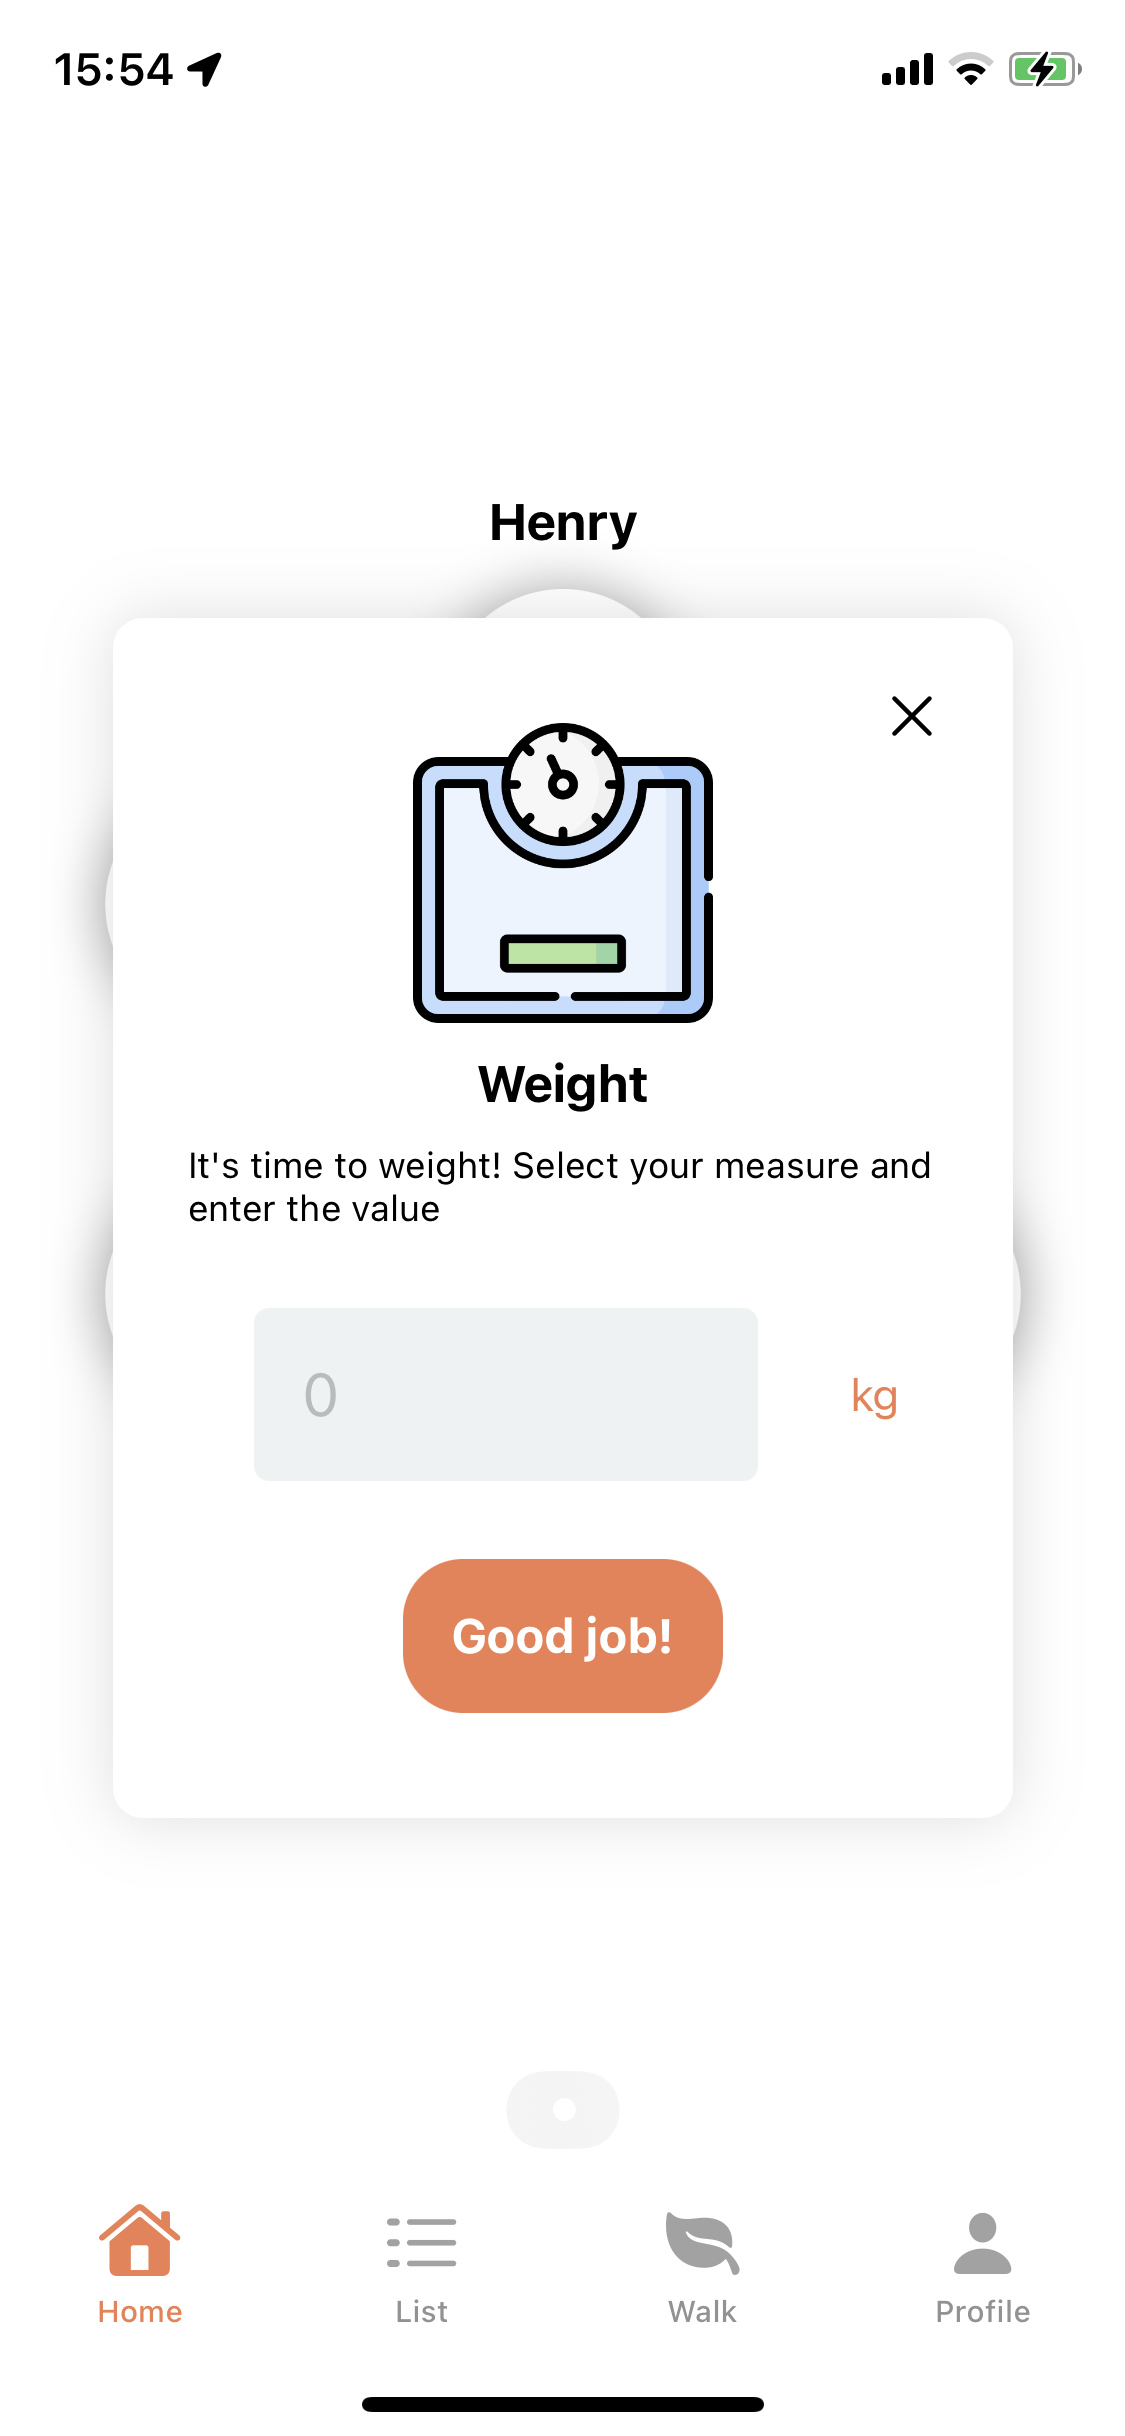 15:54
Henry
Weight
It's time to weight! Select your measure and
enter the value
0
kg
Good job!
Home
List
Walk
Profile